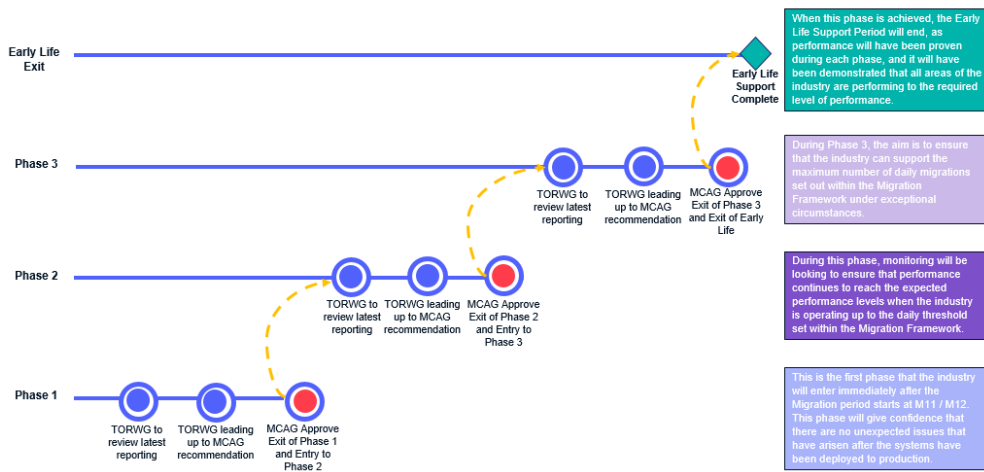 Early Life
Exit
Early Life
Support
Complete
When this phase is achieved, the Early
Life Support Period will end, as
performance will have been proven
during each phase, and it will have
been demonstrated that all areas of the
industry are performing to the required
level of performance.
Phase 3
TORWG to
review latest
reporting
TORWG leading
up to MCAG
recommendation
MCAG Approve
Exit of Phase 3
and Exit of Early
Life
During Phase 3, the aim is to ensure
that the industry can support the
maximum number of daily migrations
set out within the Migration
Framework under exceptional
circumstances.
Phase 2
TORWG to
review latest
reporting
TORWG leading
up to MCAG
recommendation
MCAG Approve
Exit of Phase 2
and Entry to
Phase 3
During this phase, monitoring will be
looking to ensure that performance
continues to reach the expected
performance levels when the industry
is operating up to the daily threshold
set within the Migration Framework.
Phase 1
TORWG to
review latest
reporting
TORWG leading
up to MCAG
recommendation
MCAG Approve
Exit of Phase 1
and Entry to
Phase 2
This is the first phase that the industry
will enter immediately after the
Migration period starts at M11 / M12.
This phase will give confidence that
there are no unexpected issues that
have arisen after the systems have
been deployed to production.